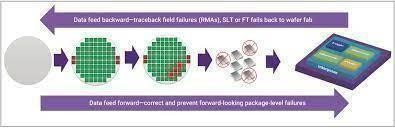 Data feed backward—traceback field failures (RMAs), SLT or FT fails back to wafer fab
Data feed forward—correct and prevent forward-looking package-level failures